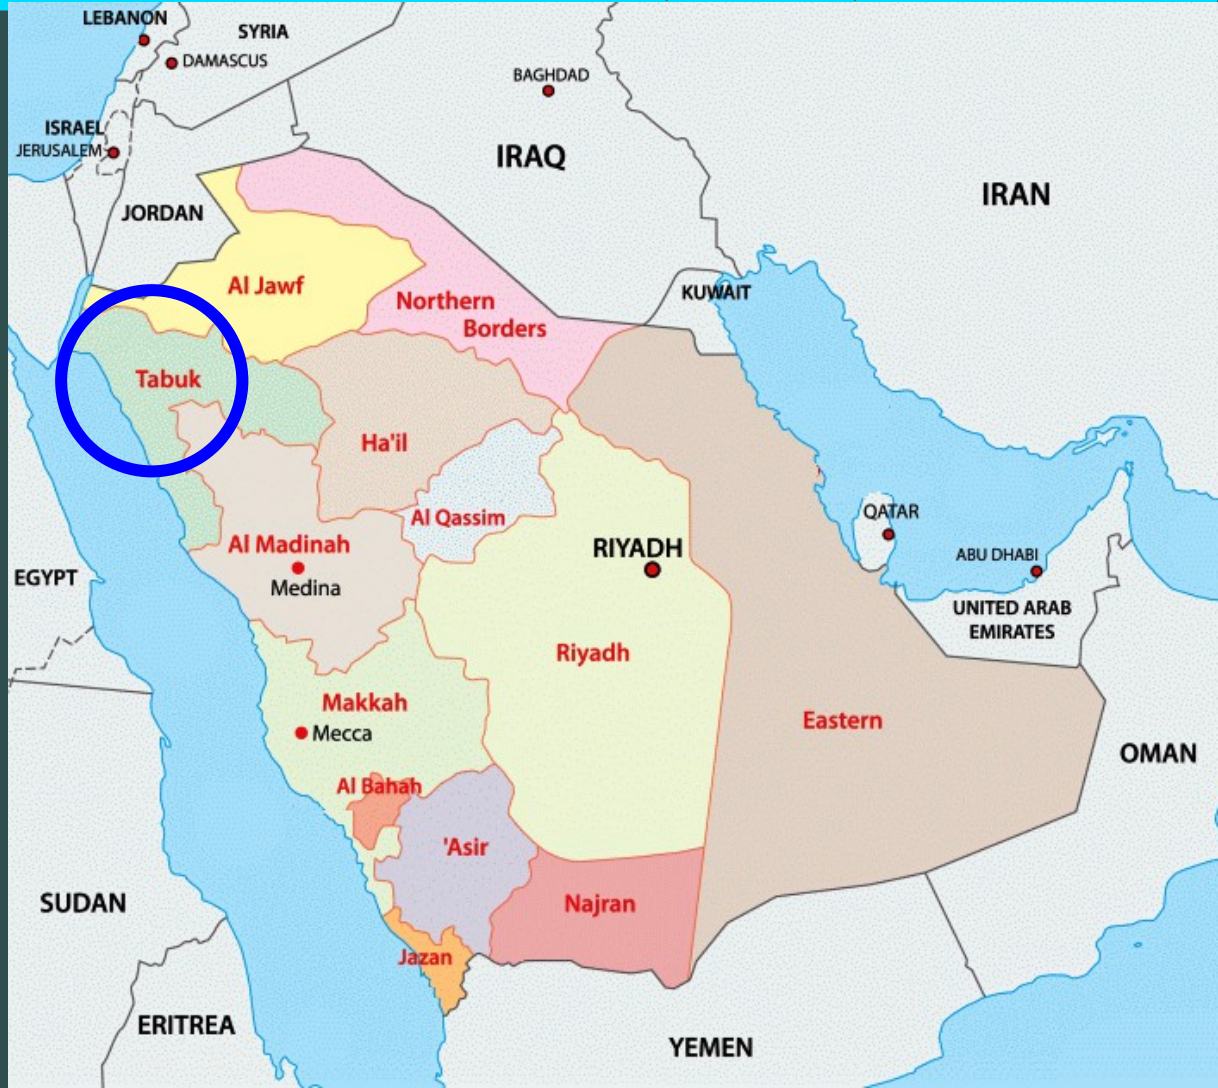 LEBANON
SYRIA
DAMASCUS
BAGHDAD
ISRAEL
JERUSALEM
IRAQ
IRAN
JORDAN
Al Jawf
Northern
Borders
KUWAIT
Tabuk
Ha'il
Al Qassim
QATAR
Al Madinah
RIYADH
ABU DHABI
EGYPT
Medina
UNITED ARAB
EMIRATES
Riyadh
Makkah
Mecca
Eastern
OMAN
Al Bahah
'Asir
SUDAN
Najran
Jazan
ERITREA
YEMEN